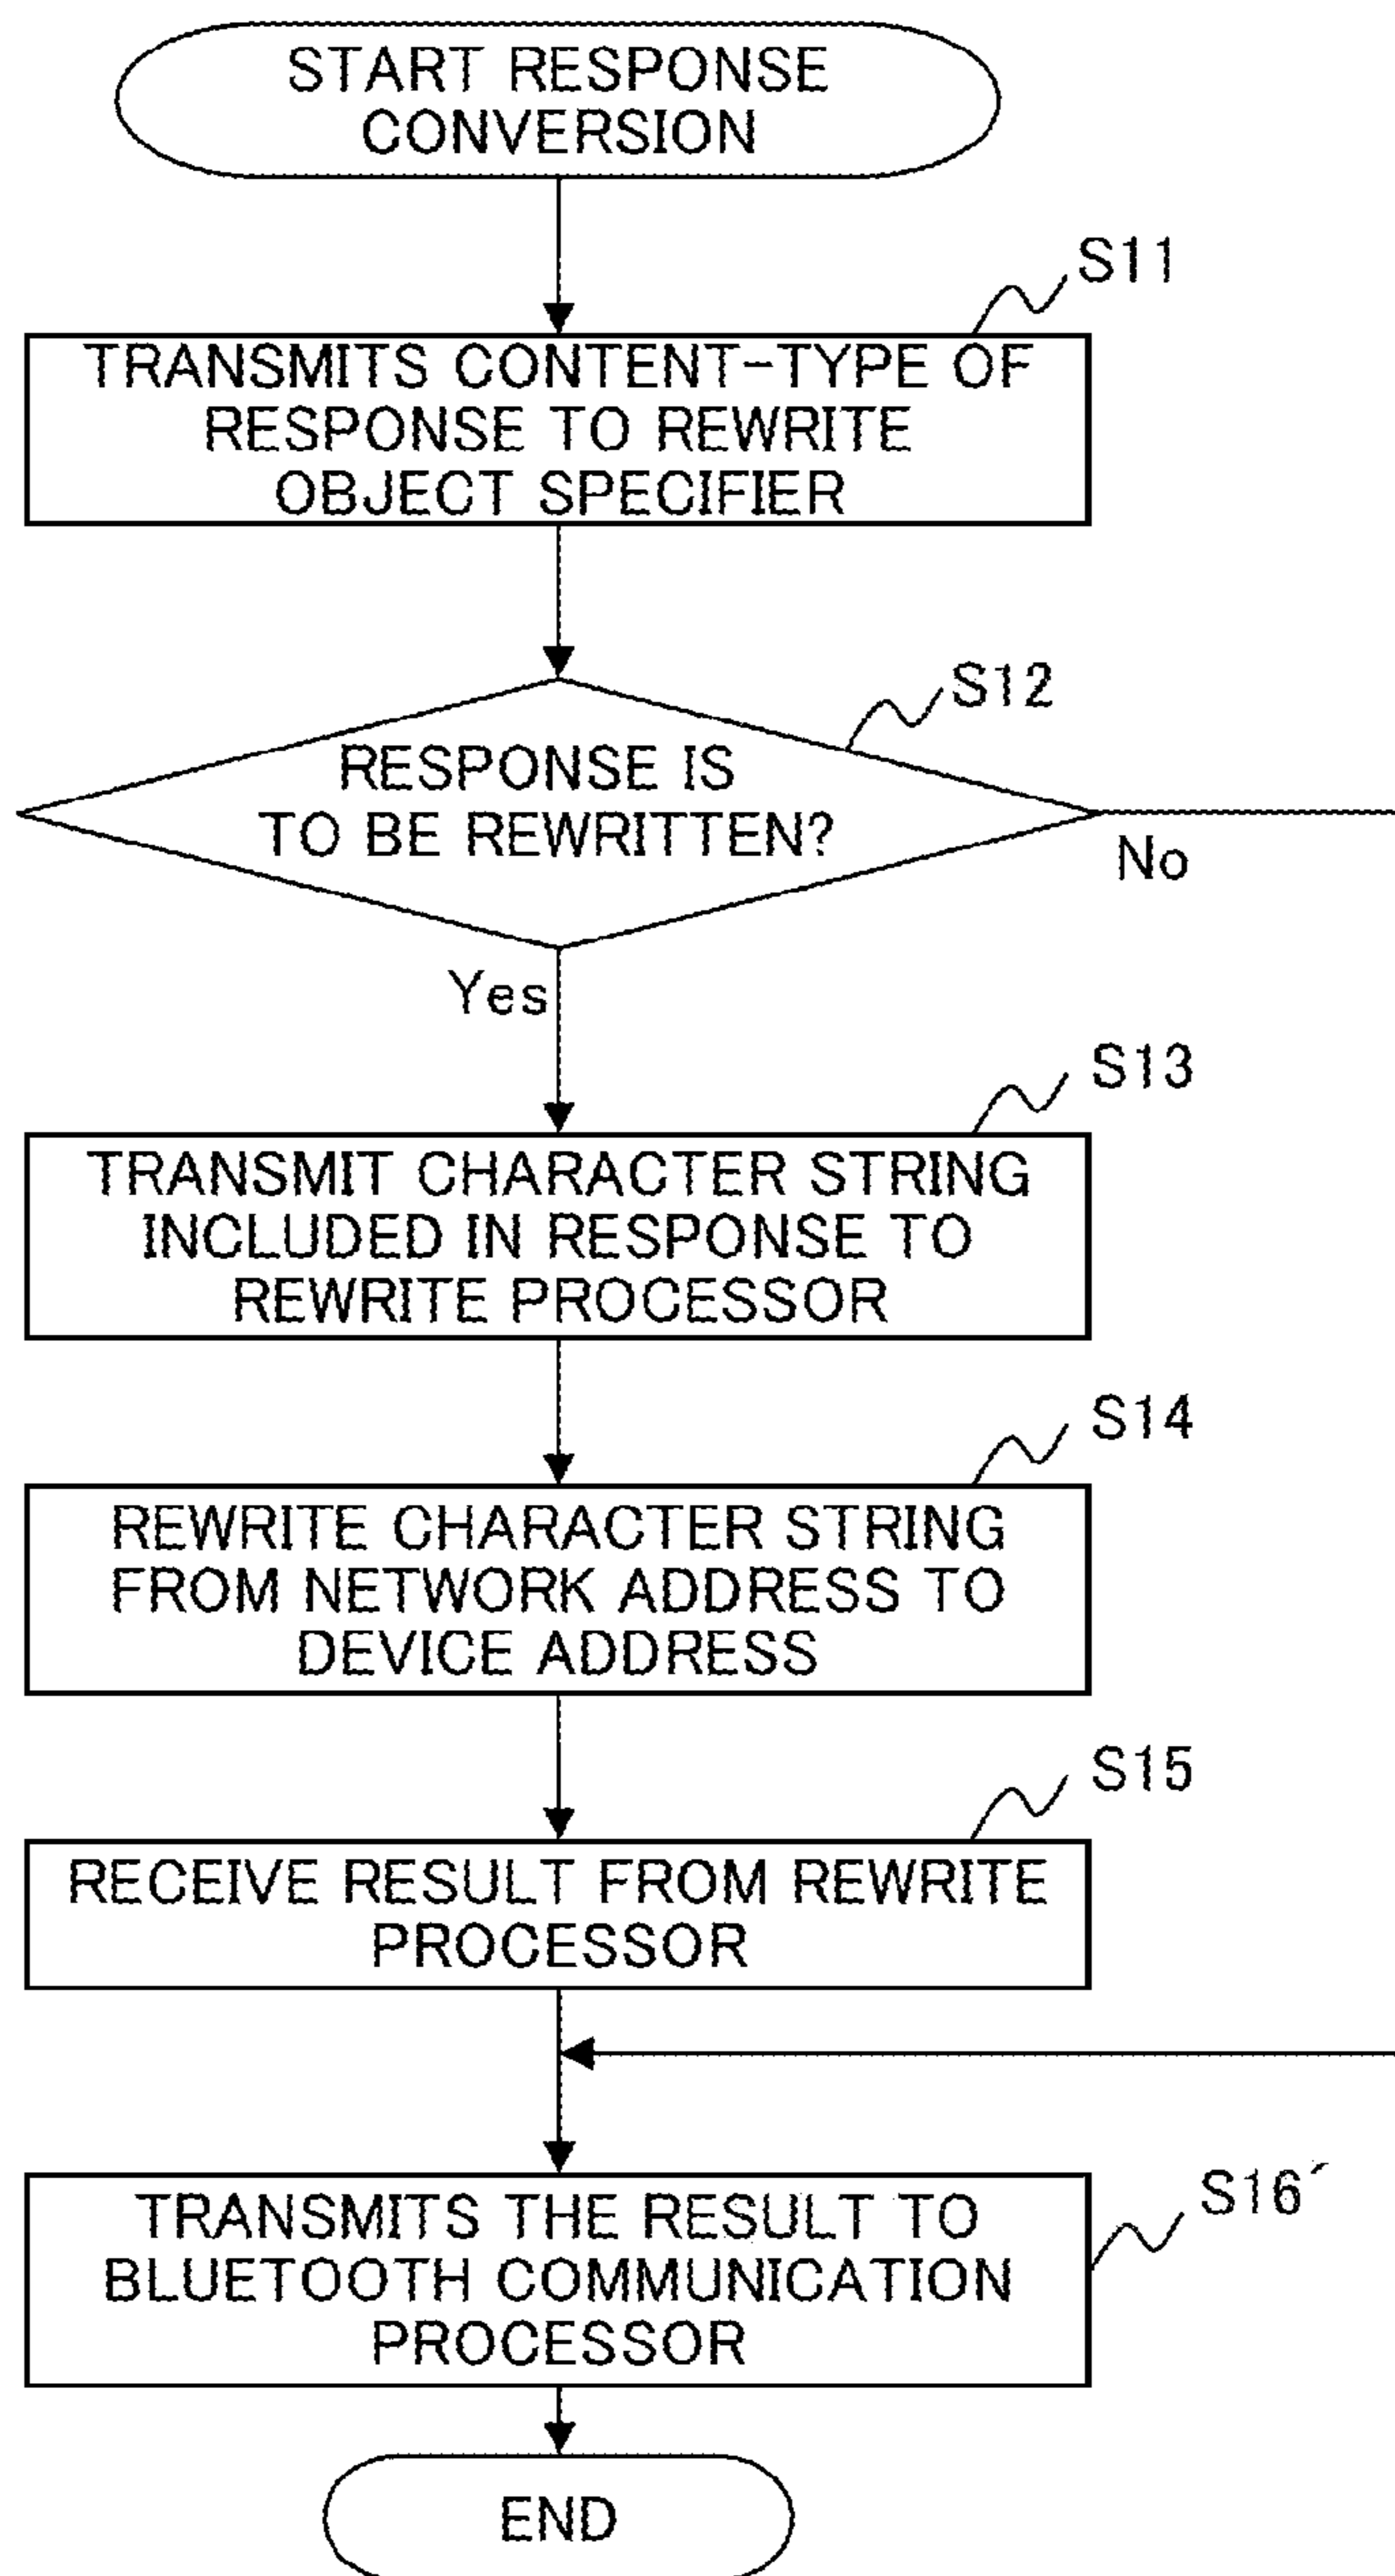 START RESPONSE
CONVERSION
S11
TRANSMITS CONTENT-TYPE OF
RESPONSE TO REWRITE
OBJECT SPECIFIER
S12
RESPONSE IS
TO BE REWRITTEN?
No
Yes
S13
TRANSMIT CHARACTER STRING
INCLUDED IN RESPONSE TO
REWRITE PROCESSOR
S14
REWRITE CHARACTER STRING
FROM NETWORK ADDRESS TO
DEVICE ADDRESS
S15
RECEIVE RESULT FROM REWRITE
PROCESSOR
S16´
TRANSMITS THE RESULT TO
BLUETOOTH COMMUNICATION
PROCESSOR
END